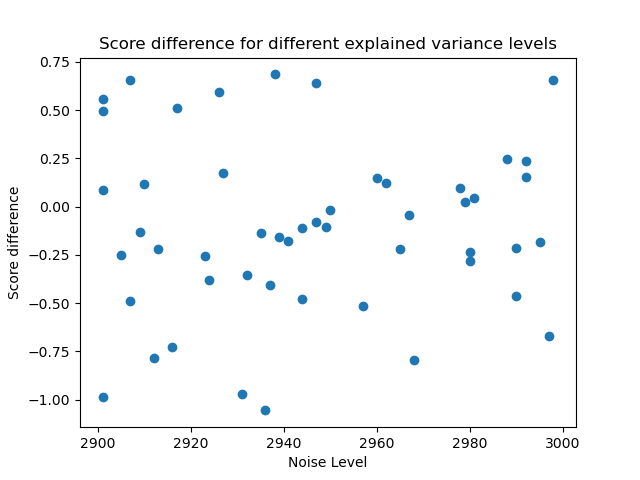 Score difference for different explained variance levels
0.75
0.50
0.25
0.00
−0.25
−0.50
−0.75
−1.00
Score difference
2900 2920 2940 2960 2980 3000
Noise Level